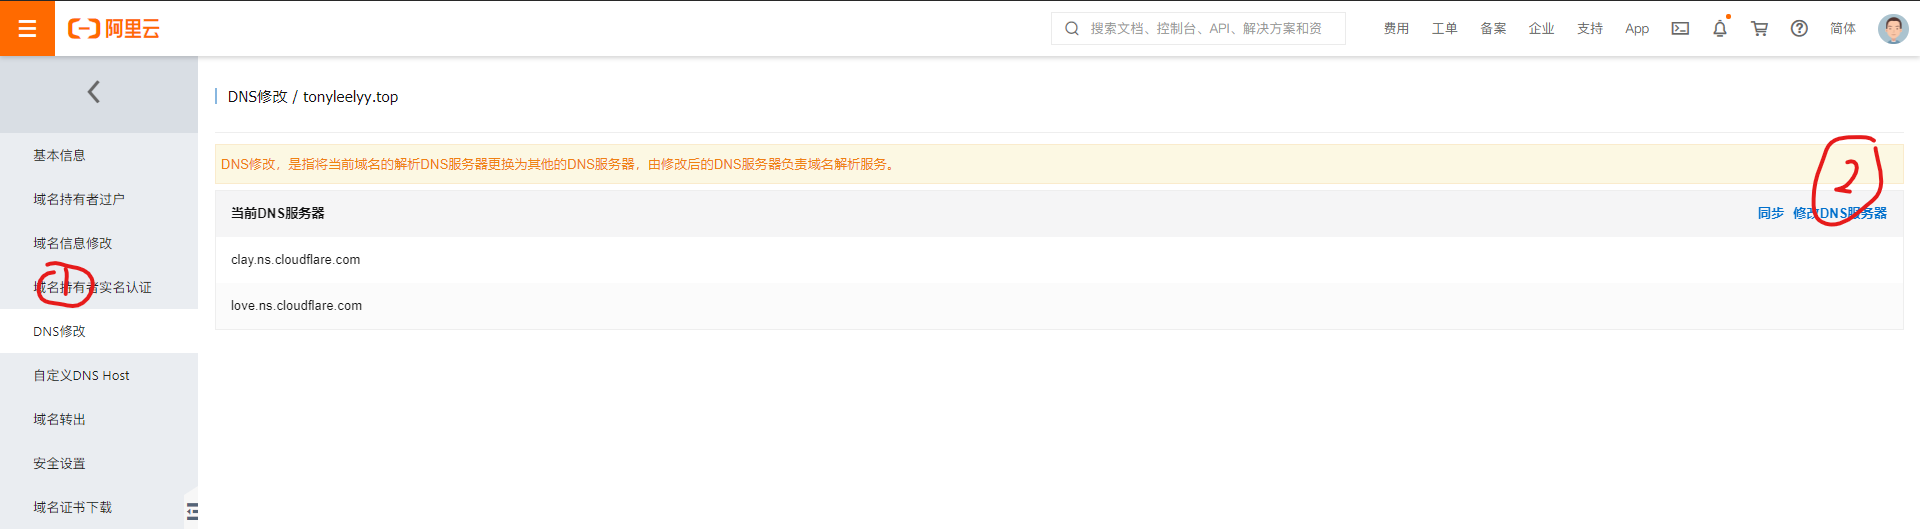 阿里云
搜索文档、控制台、API、解决方案和资
费用 工单 备案 企业 支持 App 简体
DNS修改 / tonyleelyy.top
基本信息
域名持有者过户
域名信息修改
域名持有者实名认证
DNS修改
自定义DNS Host
域名转出
安全设置
域名证书下载
DNS修改，是指将当前域名的解析DNS服务器更换为其他的DNS服务器，由修改后的DNS服务器负责域名解析服务。
当前DNS服务器
同步 修改DNS服务器
clay.ns.cloudflare.com
love.ns.cloudflare.com
1
2